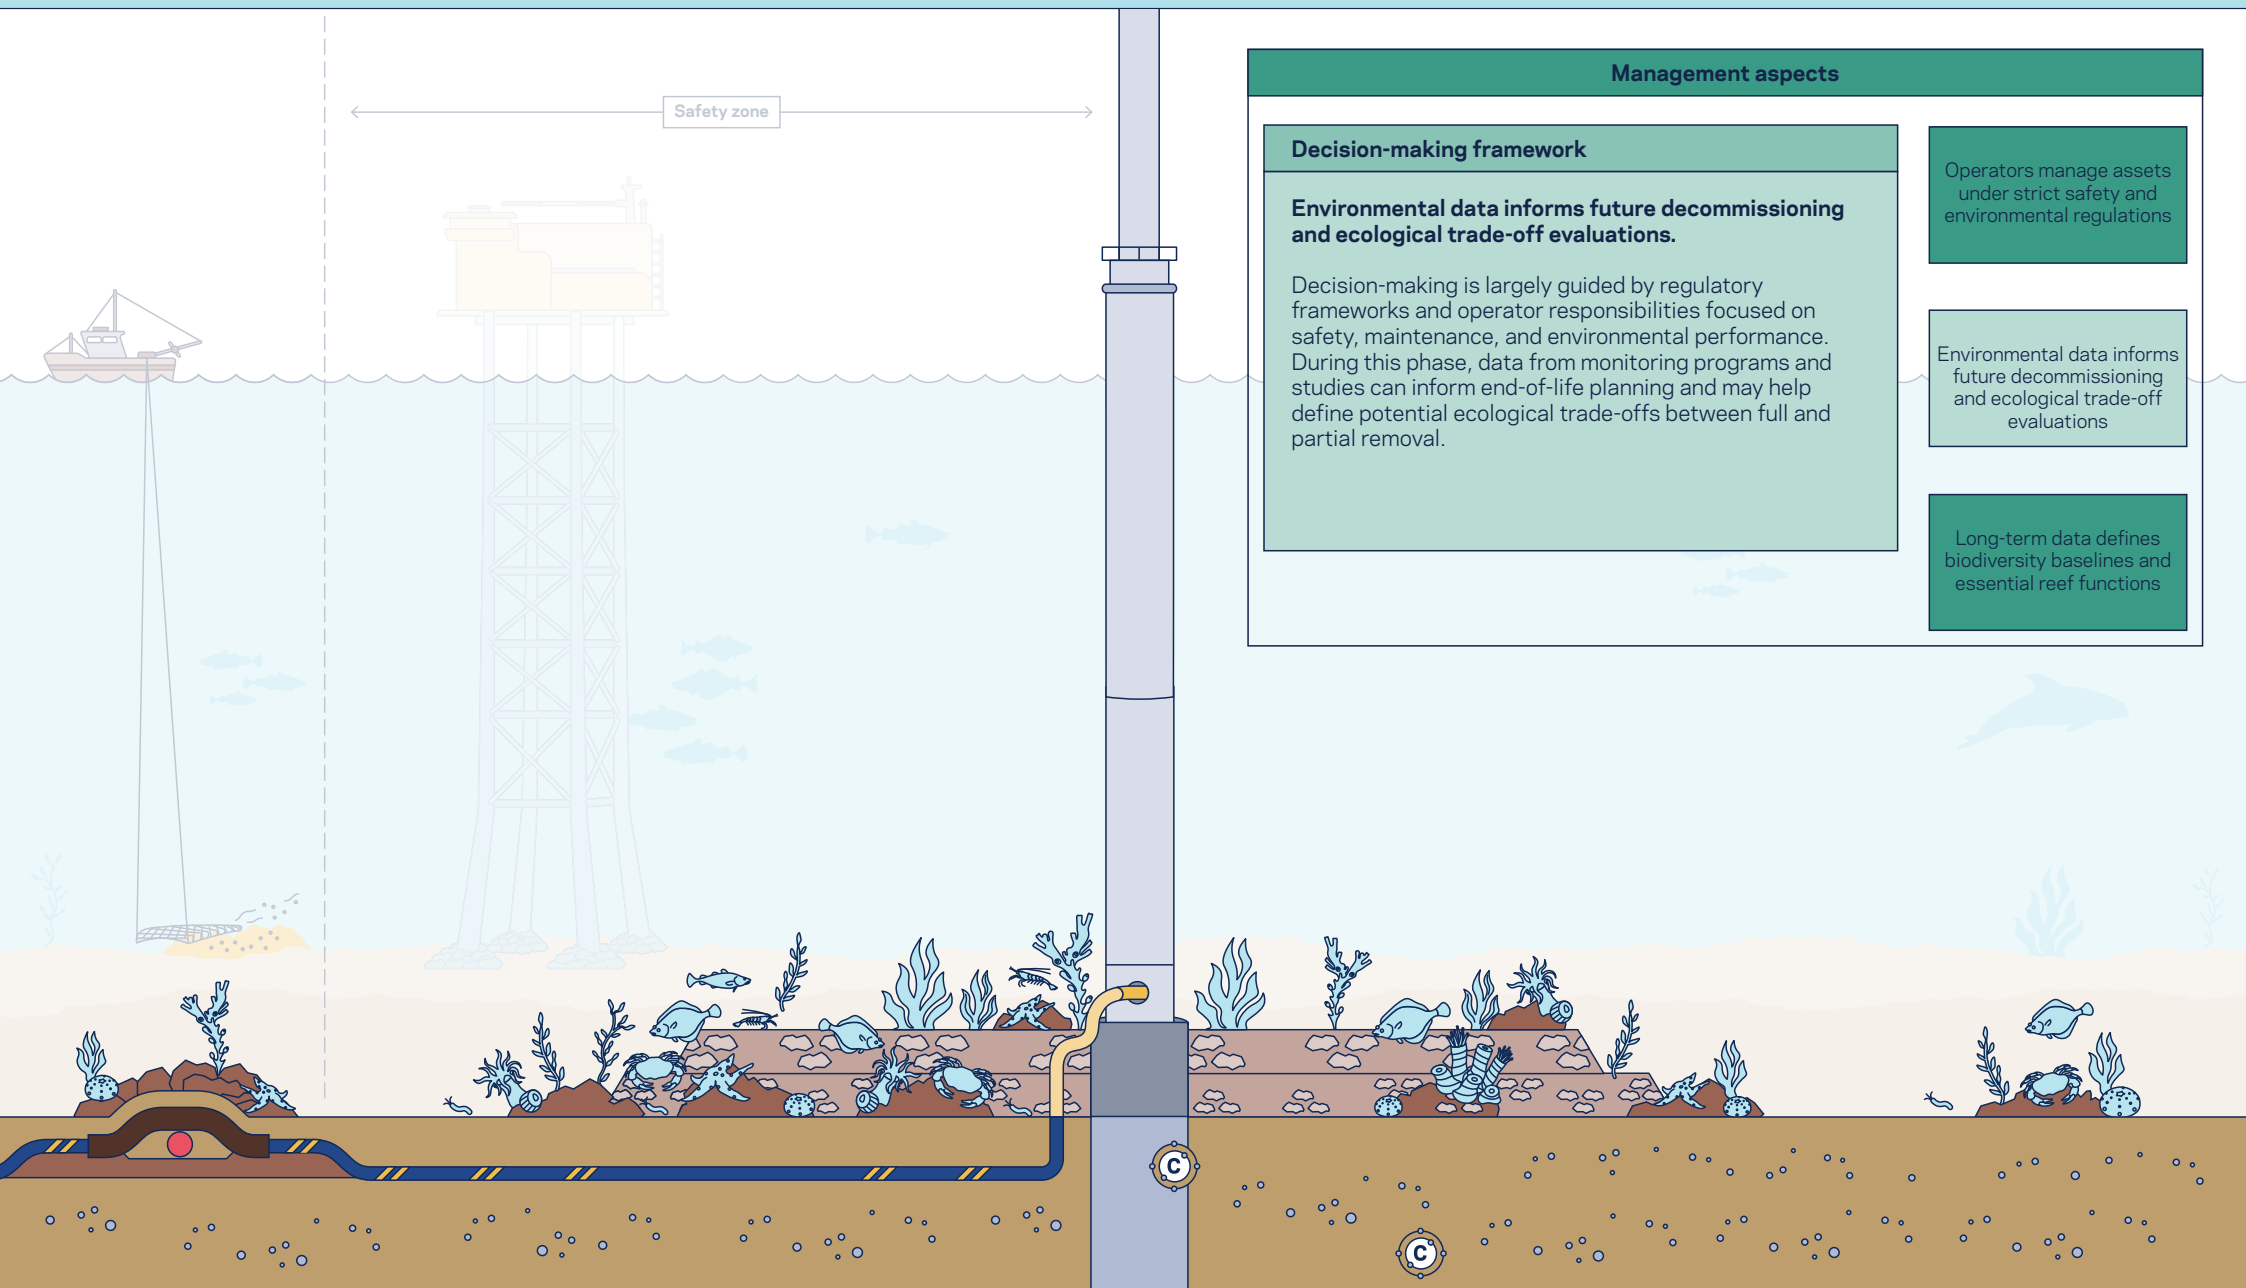 Management aspects
Safety zone
Decision-making framework
Environmental data informs future decommissioning
and ecological trade-off evaluations.
Decision-making is largely guided by regulatory
frameworks and operator responsibilities focused on
safety, maintenance, and environmental performance.
During this phase, data from monitoring programs and
studies can inform end-of-life planning and may help
define potential ecological trade-offs between full and
partial removal.
Operators manage assets
under strict safety and
environmental regulations
Environmental data informs
future decommissioning
and ecological trade-off
evaluations
Long-term data defines
biodiversity baselines and
essential reef functions
C
C